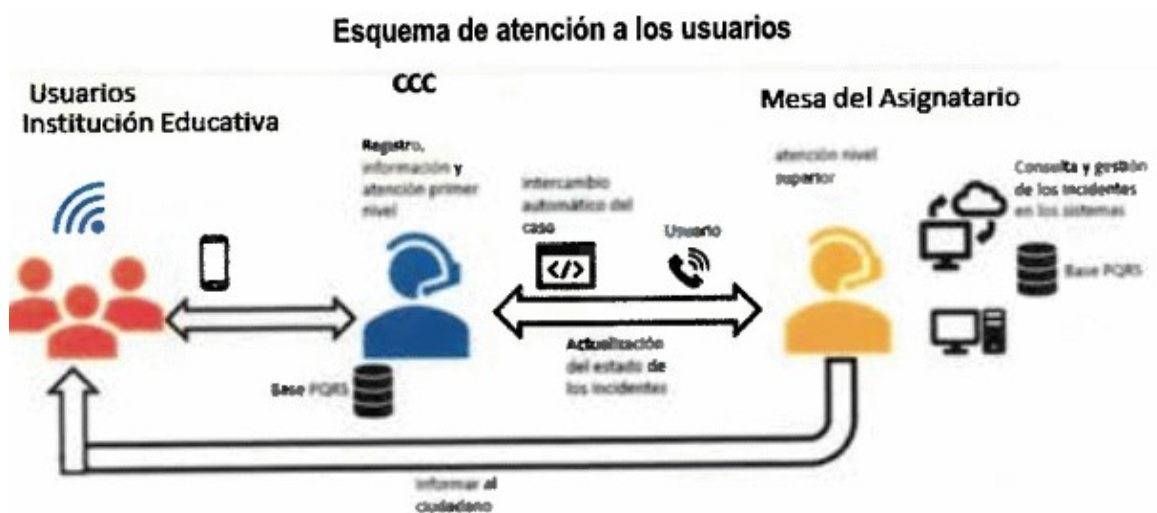 Esquema de atención a los usuarios
Usuarios
Institución Educativa
CCC
Registro,
información y
atención primer
nivel
Intercambio
automático del
caso
</>
Usuario
Mesa del Asignatario
atención nivel
superior
Consulta y gestión
de los incidentes
en los sistemas
Base PQRS
Actualización
del estado de
los incidentes
Base PQRS
Informar al
ciudadano